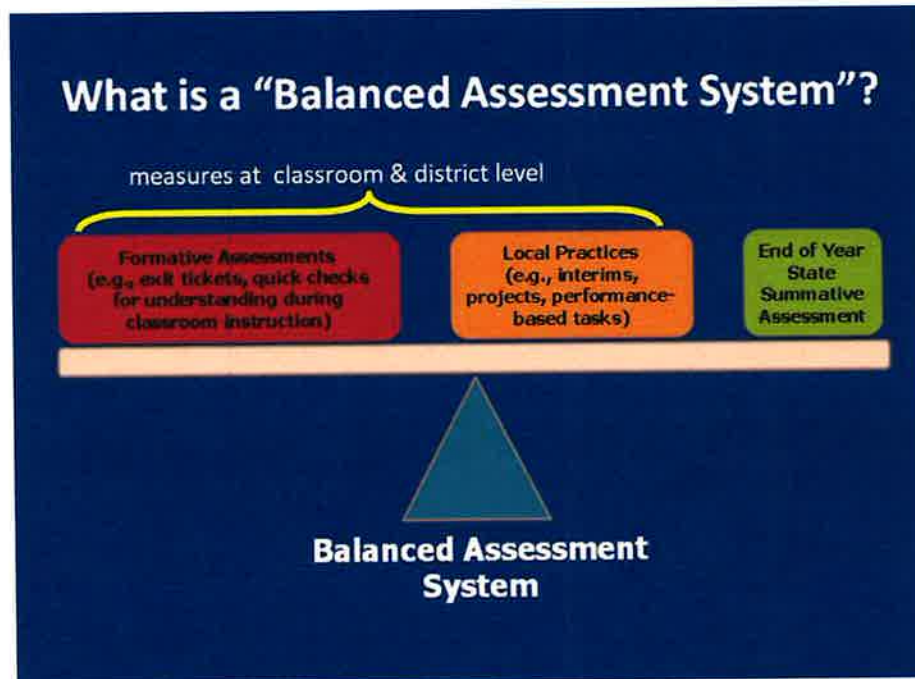 What is a “Balanced Assessment System”?
measures at classroom & district level
Formative Assessments
(e.g., exit tickets, quick checks
for understanding during
classroom instruction)
Local Practices
(e.g., interims,
projects, performance-
based tasks)
End of Year
State
Summative
Assessment
Balanced Assessment
System